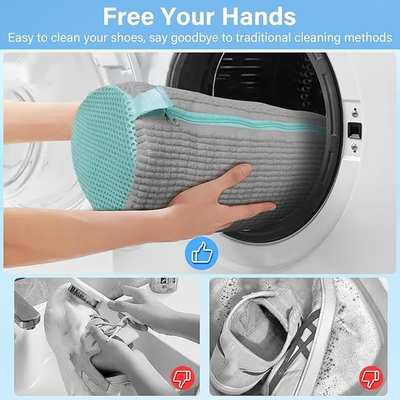 Free Your Hands
Easy to clean your shoes, say goodbye to traditional cleaning methods